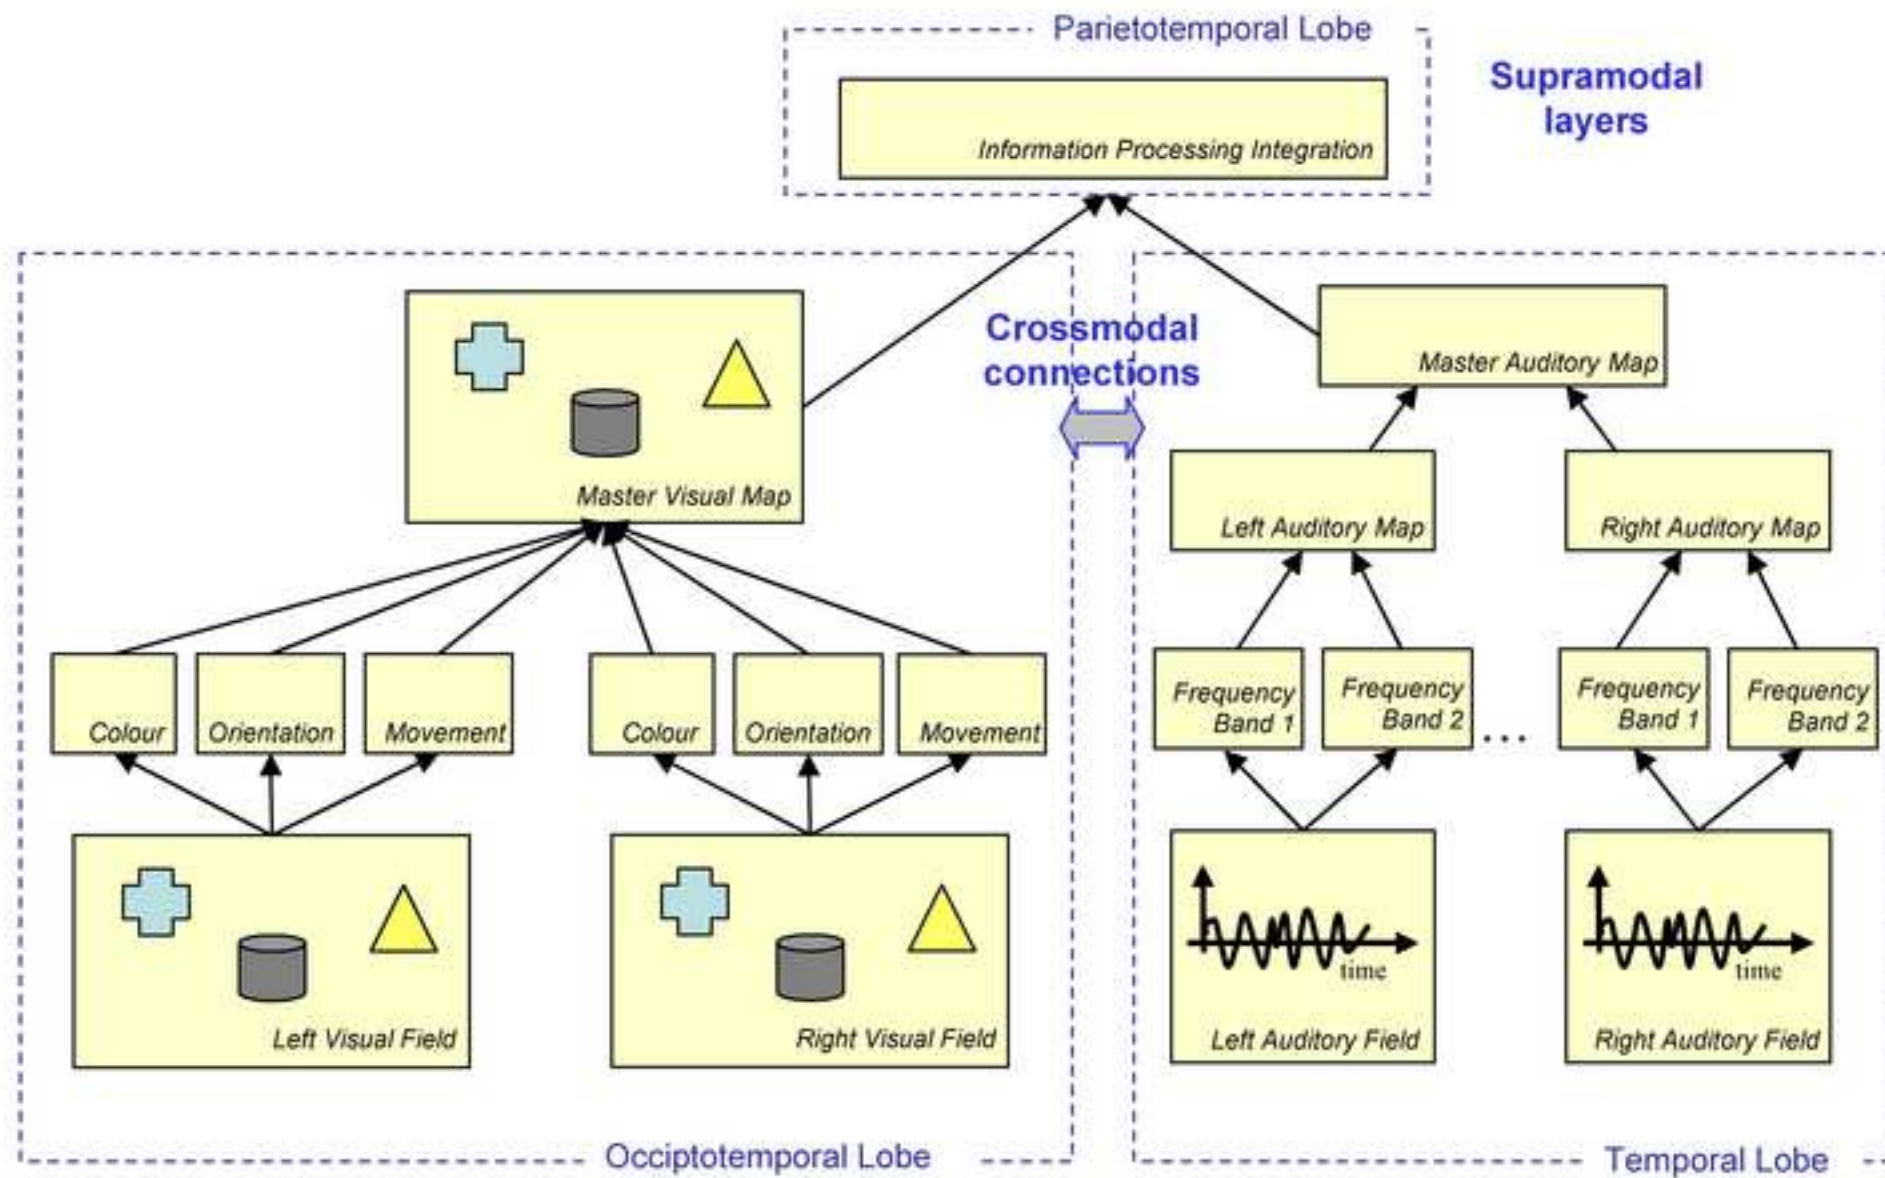 Parietotemporal Lobe
Supramodal
layers
Information Processing Integration
Crossmodal
connections
Master Visual Map
Master Auditory Map
Left Auditory Map
Right Auditory Map
Colour
Orientation
Movement
Colour
Orientation
Movement
Frequency
Band 1
Frequency
Band 2
...
Frequency
Band 1
Frequency
Band 2
Left Visual Field
Right Visual Field
time
Left Auditory Field
time
Right Auditory Field
Occiptotemporal Lobe
Temporal Lobe